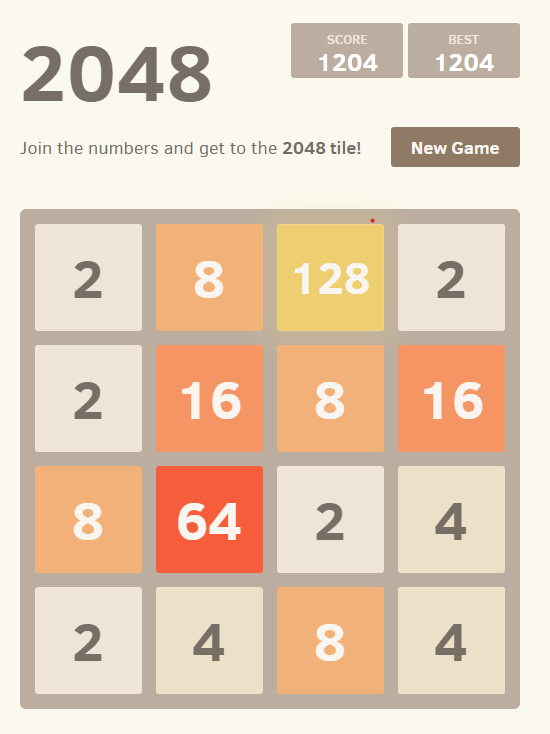 2048
SCORE
1204
BEST
1204
Join the numbers and get to the 2048 tile!
New Game
2 8 128 2
2 16 8 16
8 64 2 4
2 4 8 4